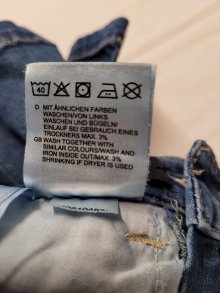 40
D MIT ÄHNLICHEN FARBEN
WASCHEN/VON LINKS
WASCHEN UND BÜGELN/
EINLAUF BEI GEBRAUCH EINES
TROCKNERS MAX. 3%
GB WASH TOGETHER WITH
SIMILAR COLOURS/WASH AND
IRON INSIDE OUT/MAX. 3%
SHRINKING IF DRYER IS USED